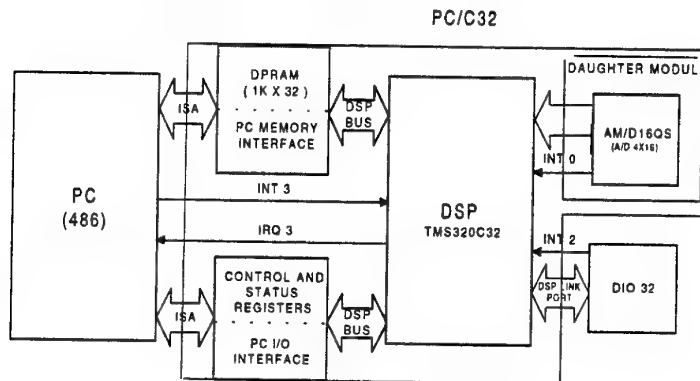 PC/C32
DPRAM
( 1K X 32 )
PC MEMORY
INTERFACE
ISA
DSP
BUS
DAUGHTER MODUL
AM/D16QS
(A/D 4X16)
INT 0
PC
(486)
INT 3
IRQ 3
DSP
TMS320C32
INT 2
DIO 32
DSP LINK
PORT
CONTROL AND
STATUS
REGISTERS
PC I/O
INTERFACE
ISA
DSP
BUS